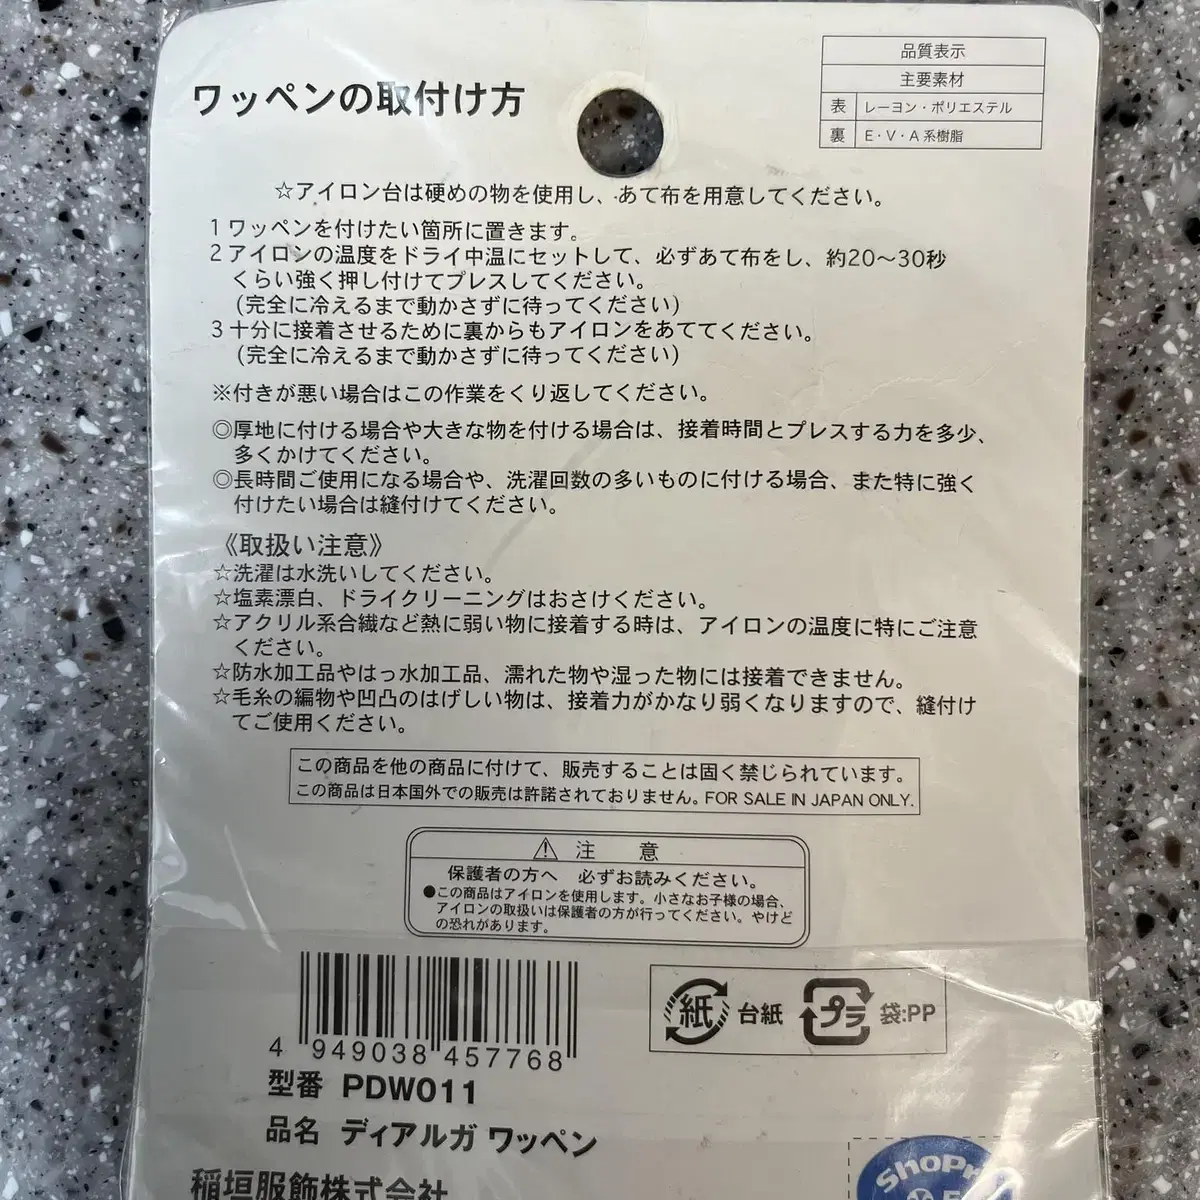 ワッペンの取付け方
品質表示
主要素材
表 レーヨン・ポリエステル
裏 E・V・A系樹脂
☆アイロン台は硬めの物を使用し、あて布を用意してください。
1ワッペンを付けたい箇所に置きます。
2アイロンの温度をドライ中温にセットして、必ずあて布をし、約20〜30秒
くらい強く押し付けてプレスしてください。
(完全に冷えるまで動かさずに待ってください)
3十分に接着させるために裏からもアイロンをあててください。
(完全に冷えるまで動かさずに待ってください)
※付きが悪い場合はこの作業をくり返してください。
◎厚地に付ける場合や大きな物を付ける場合は、接着時間とプレスする力を多少、
多くかけてください。
◎長時間ご使用になる場合や、洗濯回数の多いものに付ける場合、また特に強く
付けたい場合は縫付けてください。
《取扱い注意》
☆洗濯は水洗いしてください。
☆塩素漂白、ドライクリーニングはおさけください。
☆アクリル系合繊など熱に弱い物に接着する時は、アイロンの温度に特にご注意
ください。
☆防水加工品やはっ水加工品、濡れた物や湿った物には接着できません。
☆毛糸の編物や凹凸のはげしい物は、接着力がかなり弱くなりますので、縫付け
てご使用ください。
この商品を他の商品に付けて、販売することは固く禁じられています。
この商品は日本国外での販売は許諾されておりません。FOR SALE IN JAPAN ONLY.
注 意
保護者の方へ 必ずお読みください。
●この商品はアイロンを使用します。小さなお子様の場合、
アイロンの取扱いは保護者の方が行ってください。やけど
の恐れがあります。
4 949038 457768
紙 台紙 プラ 袋:PP
型番 PDW011
品名 ディアルガ ワッペン
稲垣服飾株式会社
ShoPr